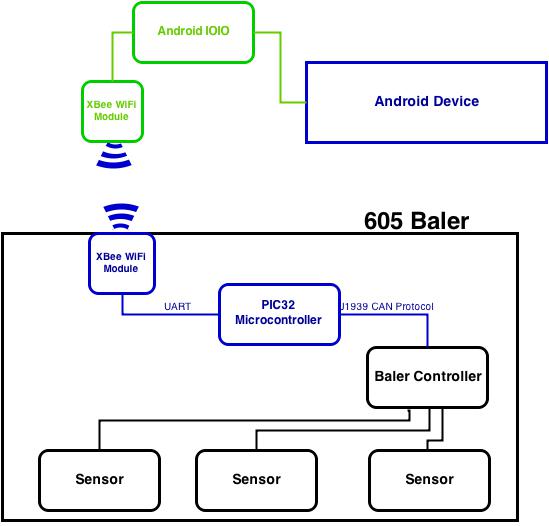 Android IOIO
XBee WiFi
Module
Android Device
605 Baler
XBee WiFi
Module
UART
PIC32
Microcontroller
J1939 CAN Protocol
Baler Controller
Sensor
Sensor
Sensor